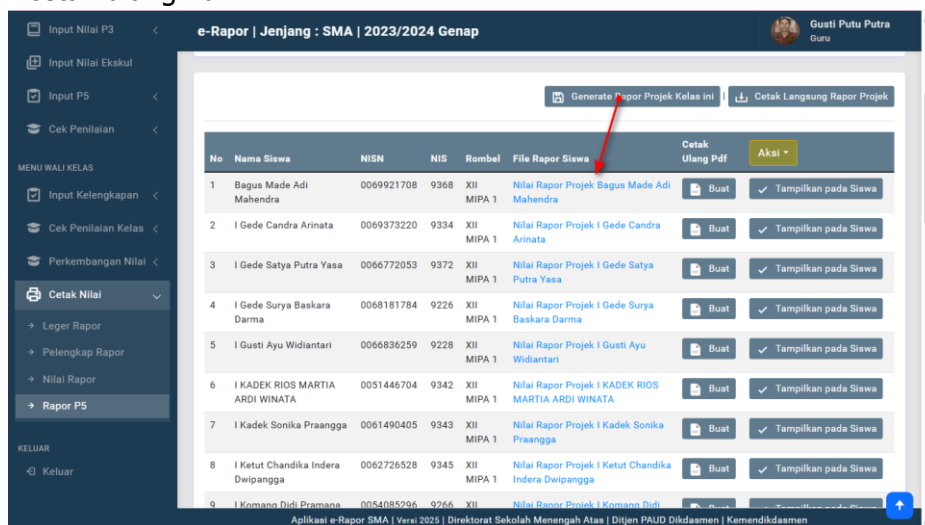 Input Nilai P3
e-Rapor | Jenjang : SMA | 2023/2024 Genap
Gusti Putu Putra
Guru
Input Nilai Ekskul
Input P5
Cek Penilaian
MENU WALI KELAS
Input Kelengkapan
Cek Penilaian Kelas
Perkembangan Nilai
Cetak Nilai
Leger Rapor
Pelengkap Rapor
Nilai Rapor
Rapor P5
KELUAR
Keluar
Generate Rapor Projek Kelas ini | Cetak Langsung Rapor Projek
No Nama Siswa NISN NIS Rombel File Rapor Siswa Cetak Ulang Pdf Aksi
1 Bagus Made Adi Mahendra 0069921708 9368 XII MIPA 1 Nilai Rapor Projek Bagus Made Adi Mahendra Buat Tampilkan pada Siswa
2 I Gede Candra Arinata 0069373220 9334 XII MIPA 1 Nilai Rapor Projek I Gede Candra Arinata Buat Tampilkan pada Siswa
3 I Gede Satya Putra Yasa 0066772053 9372 XII MIPA 1 Nilai Rapor Projek I Gede Satya Putra Yasa Buat Tampilkan pada Siswa
4 I Gede Surya Baskara Darma 0068181784 9226 XII MIPA 1 Nilai Rapor Projek I Gede Surya Baskara Darma Buat Tampilkan pada Siswa
5 I Gusti Ayu Widiantari 0066836259 9228 XII MIPA 1 Nilai Rapor Projek I Gusti Ayu Widiantari Buat Tampilkan pada Siswa
6 I KADEK RIOS MARTIA ARDI WINATA 0051446704 9342 XII MIPA 1 Nilai Rapor Projek I KADEK RIOS MARTIA ARDI WINATA Buat Tampilkan pada Siswa
7 I Kadek Sonika Praangga 0061490405 9343 XII MIPA 1 Nilai Rapor Projek I Kadek Sonika Praangga Buat Tampilkan pada Siswa
8 I Ketut Chandika Indera Dwipangga 0062726528 9345 XII MIPA 1 Nilai Rapor Projek I Ketut Chandika Indera Dwipangga Buat Tampilkan pada Siswa
9 I Komang Didi Pramana 0054085296 9266 XII Nilai Rapor Projek I Komang Didi
Aplikasi e-Rapor SMA | Versi 2025 | Direktorat Sekolah Menengah Atas | Ditjen PAUD Dikdasmen | Kemendikdasmen